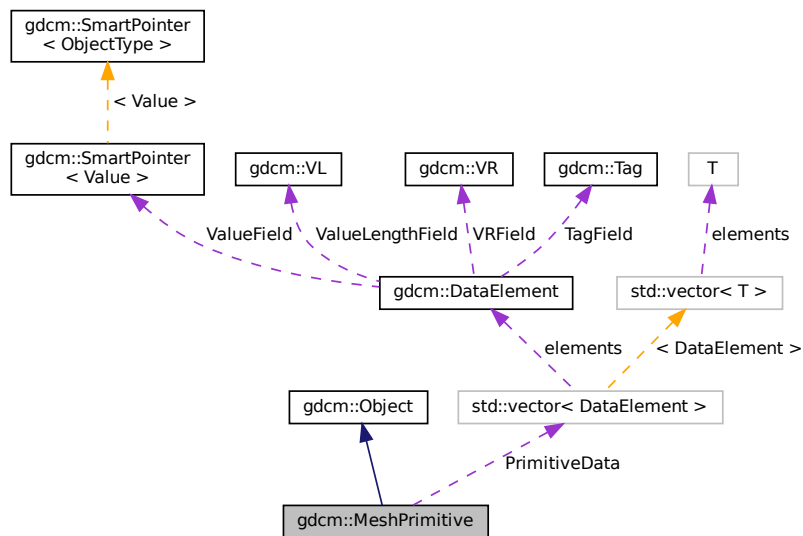 gdcm::SmartPointer
< ObjectType >
< Value >
gdcm::SmartPointer
< Value >
gdcm::VL
gdcm::VR
gdcm::Tag
T
ValueField
ValueLengthField
VRField
TagField
elements
gdcm::DataElement
std::vector< T >
elements
< DataElement >
gdcm::Object
std::vector< DataElement >
PrimitiveData
gdcm::MeshPrimitive